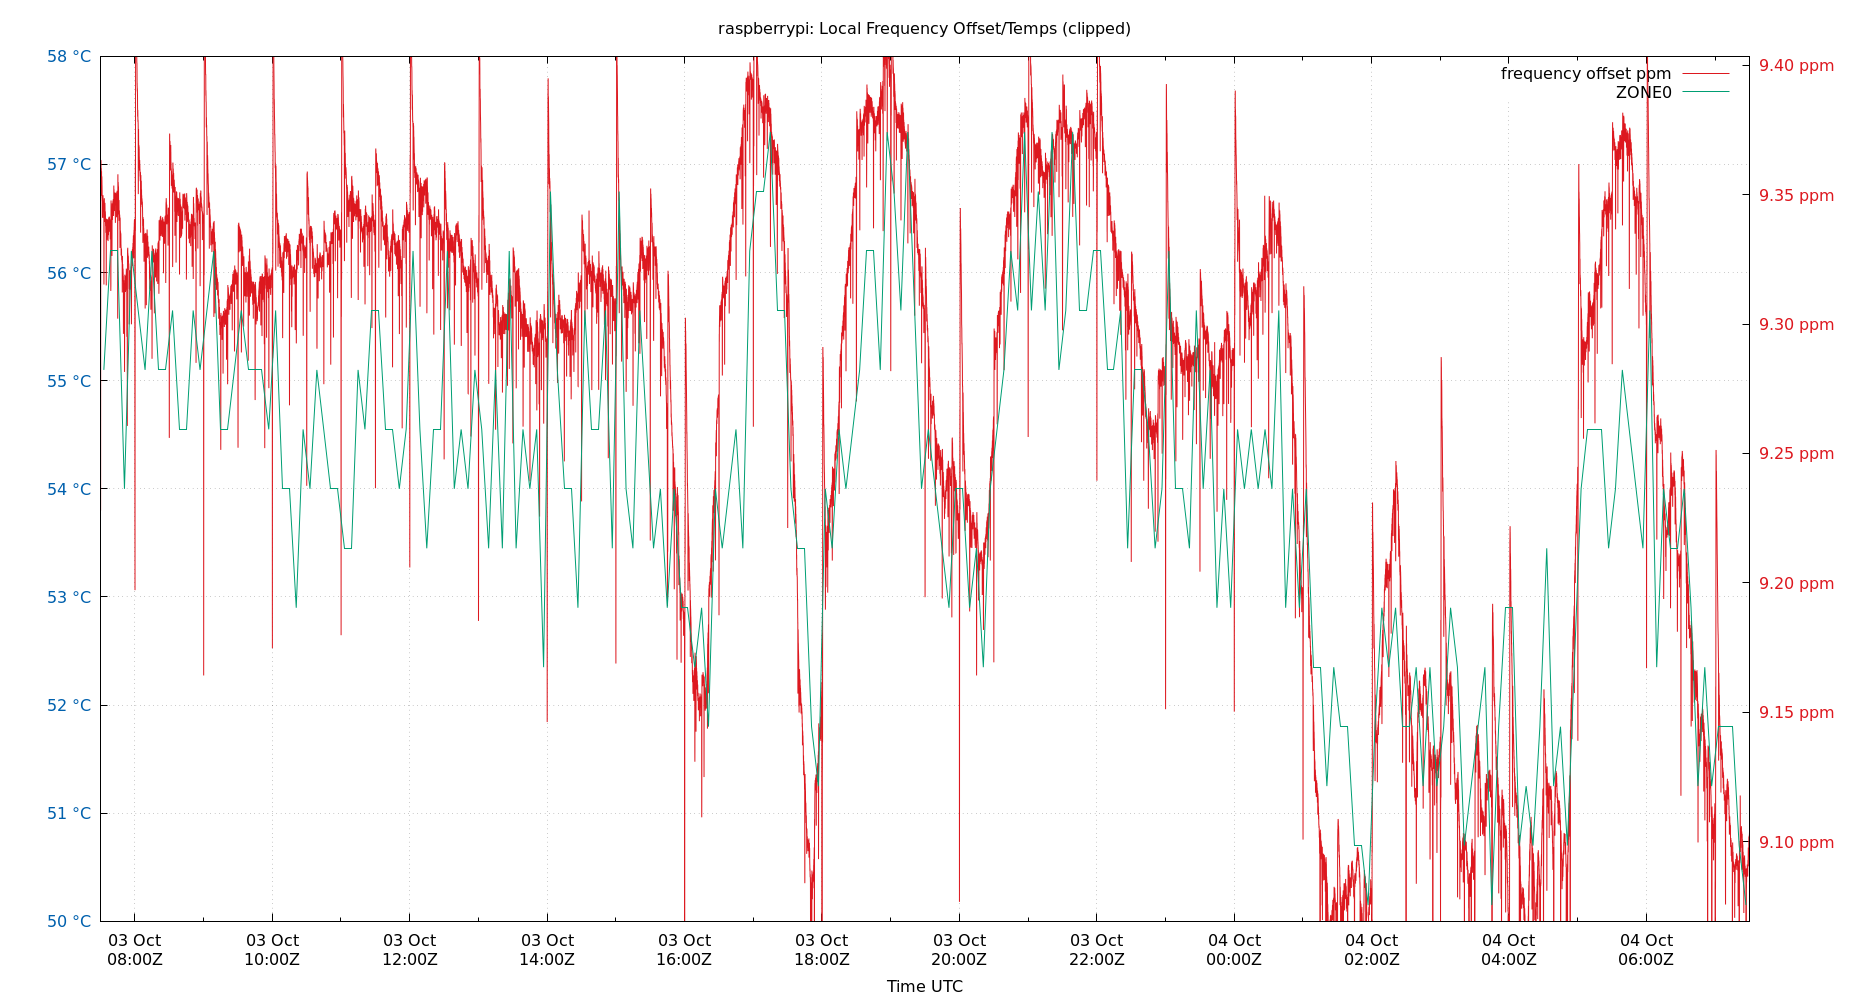 raspberrypi: Local Frequency Offset/Temps (clipped)
58 °C
57 °C
56 °C
55 °C
54 °C
53 °C
52 °C
51 °C
50 °C
9.40 ppm
9.35 ppm
9.30 ppm
9.25 ppm
9.20 ppm
9.15 ppm
9.10 ppm
frequency offset ppm
ZONE0
03 Oct 03 Oct 03 Oct 03 Oct 03 Oct 03 Oct 03 Oct 03 Oct 04 Oct 04 Oct 04 Oct 04 Oct
08:00Z 10:00Z 12:00Z 14:00Z 16:00Z 18:00Z 20:00Z 22:00Z 00:00Z 02:00Z 04:00Z 06:00Z
Time UTC